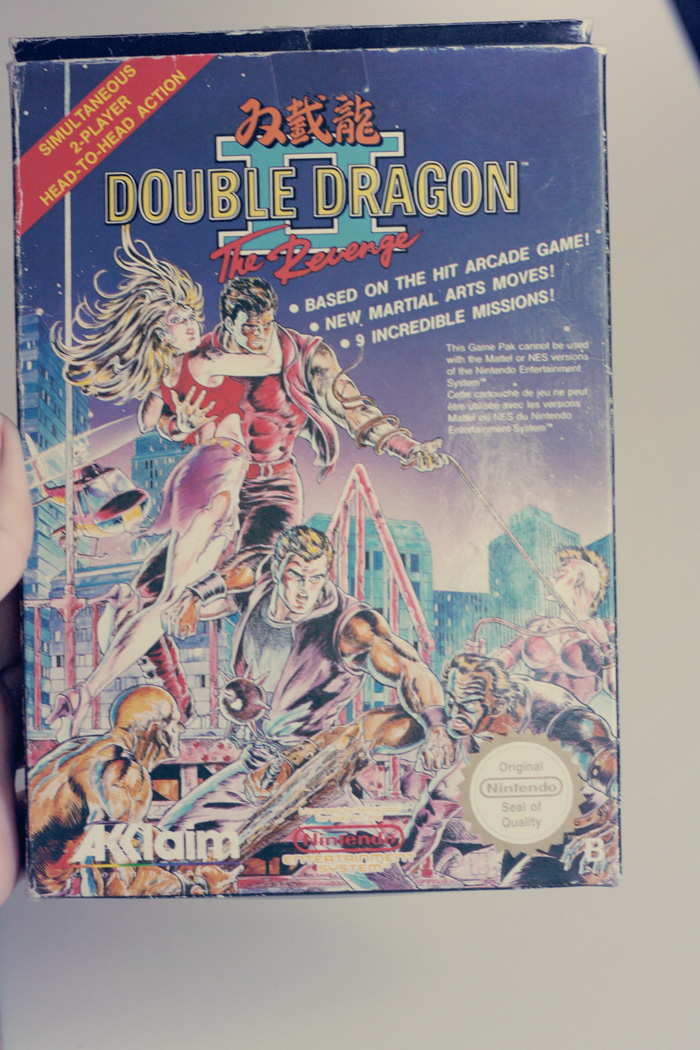 SIMULTANEOUS
2-PLAYER
HEAD-TO-HEAD ACTION
双截龍
II
DOUBLE DRAGON™
The Revenge
• BASED ON THE HIT ARCADE GAME!
• NEW MARTIAL ARTS MOVES!
• 9 INCREDIBLE MISSIONS!
This Game Pak cannot be used
with the Mattel or NES versions
of the Nintendo Entertainment
System™
Cette cartouche de jeu ne peut
être utilisée avec les versions
Mattel ou NES du Nintendo
Entertainment System™
Original
Nintendo
Seal of
Quality
AKKlaim
Nintendo
ENTERTAINMENT
SYSTEM
B